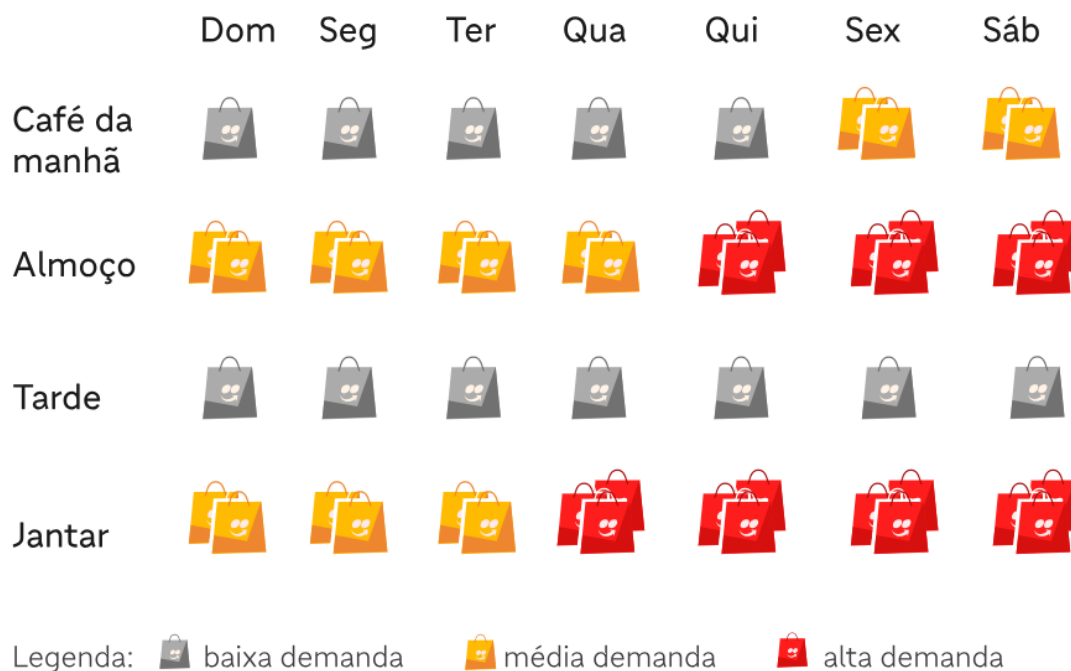 Dom Seg Ter Qua Qui Sex Sáb
Café da
manhã
Almoço
Tarde
Jantar
Legenda: baixa demanda média demanda alta demanda